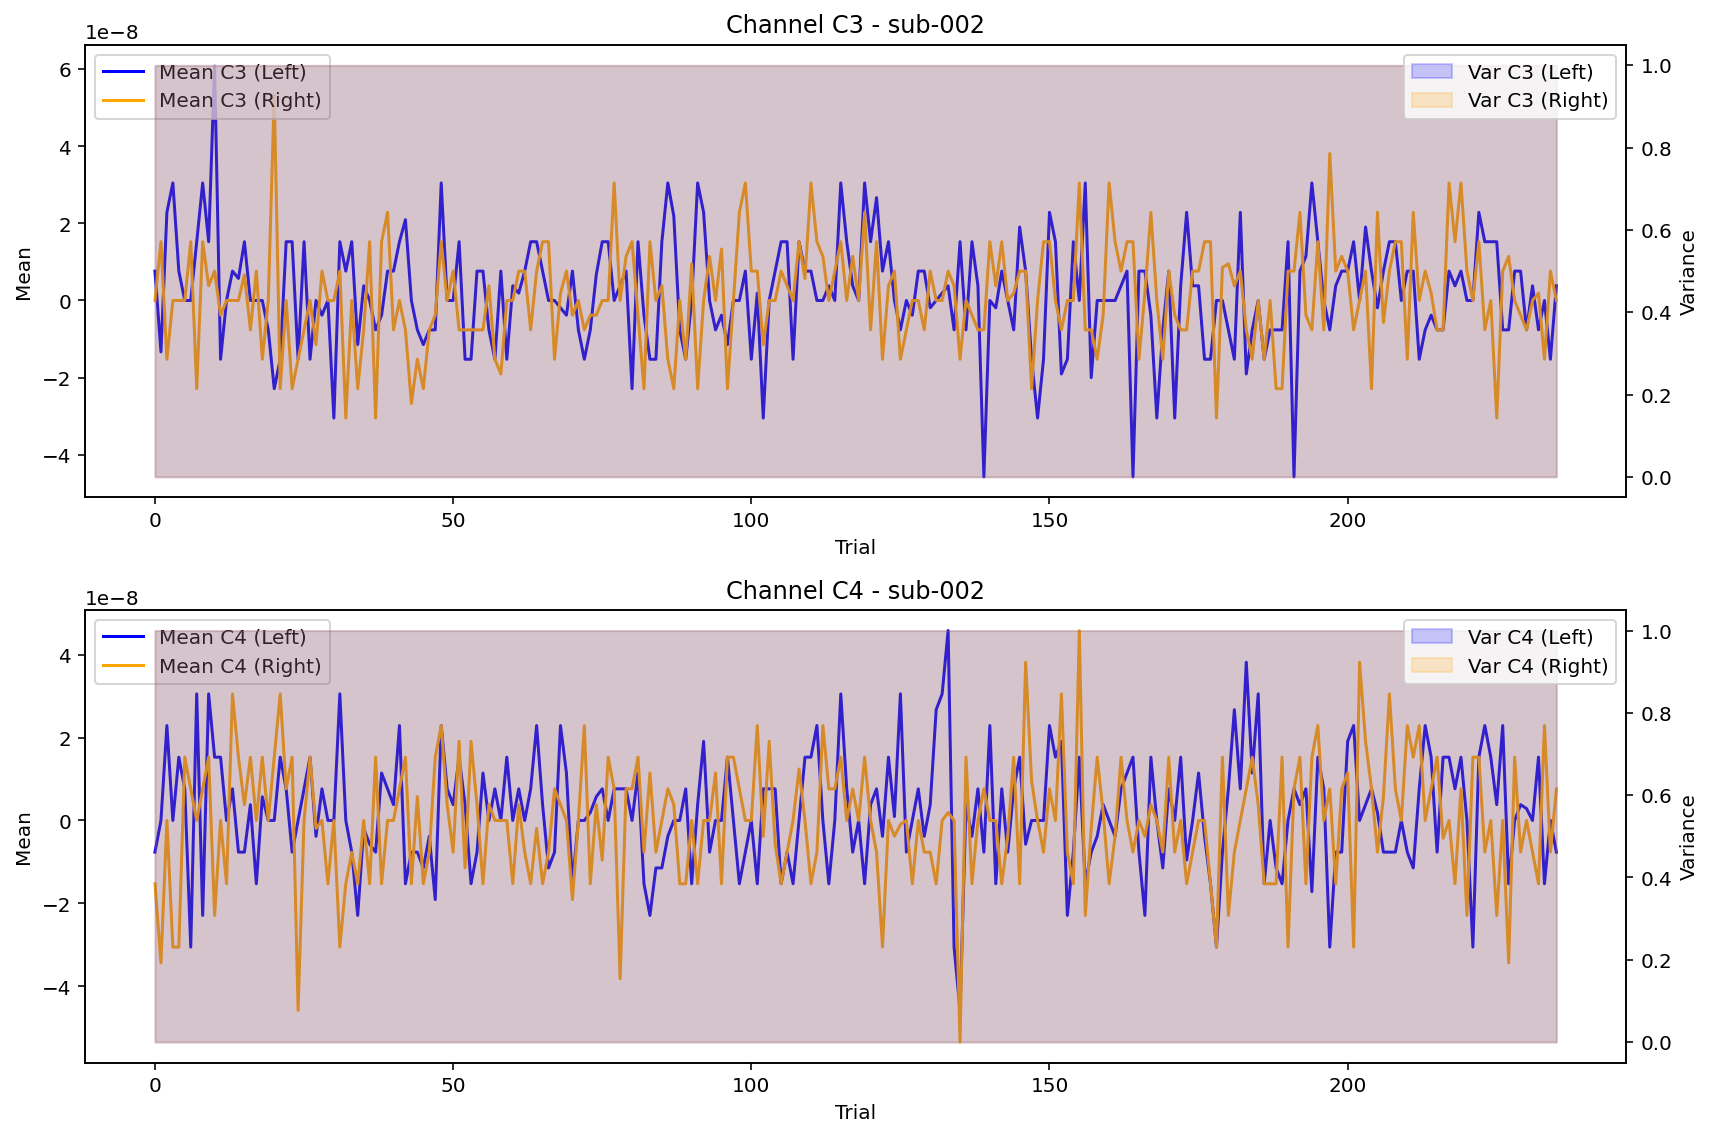 Channel C3 - sub-002
1e−8
Mean C3 (Left)
Mean C3 (Right)
Var C3 (Left)
Var C3 (Right)
6
4
2
0
−2
−4
Mean
1.0
0.8
0.6
0.4
0.2
0.0
Variance
0
50
100
150
200
Trial
Channel C4 - sub-002
1e−8
Mean C4 (Left)
Mean C4 (Right)
Var C4 (Left)
Var C4 (Right)
4
2
0
−2
−4
Mean
1.0
0.8
0.6
0.4
0.2
0.0
Variance
0
50
100
150
200
Trial